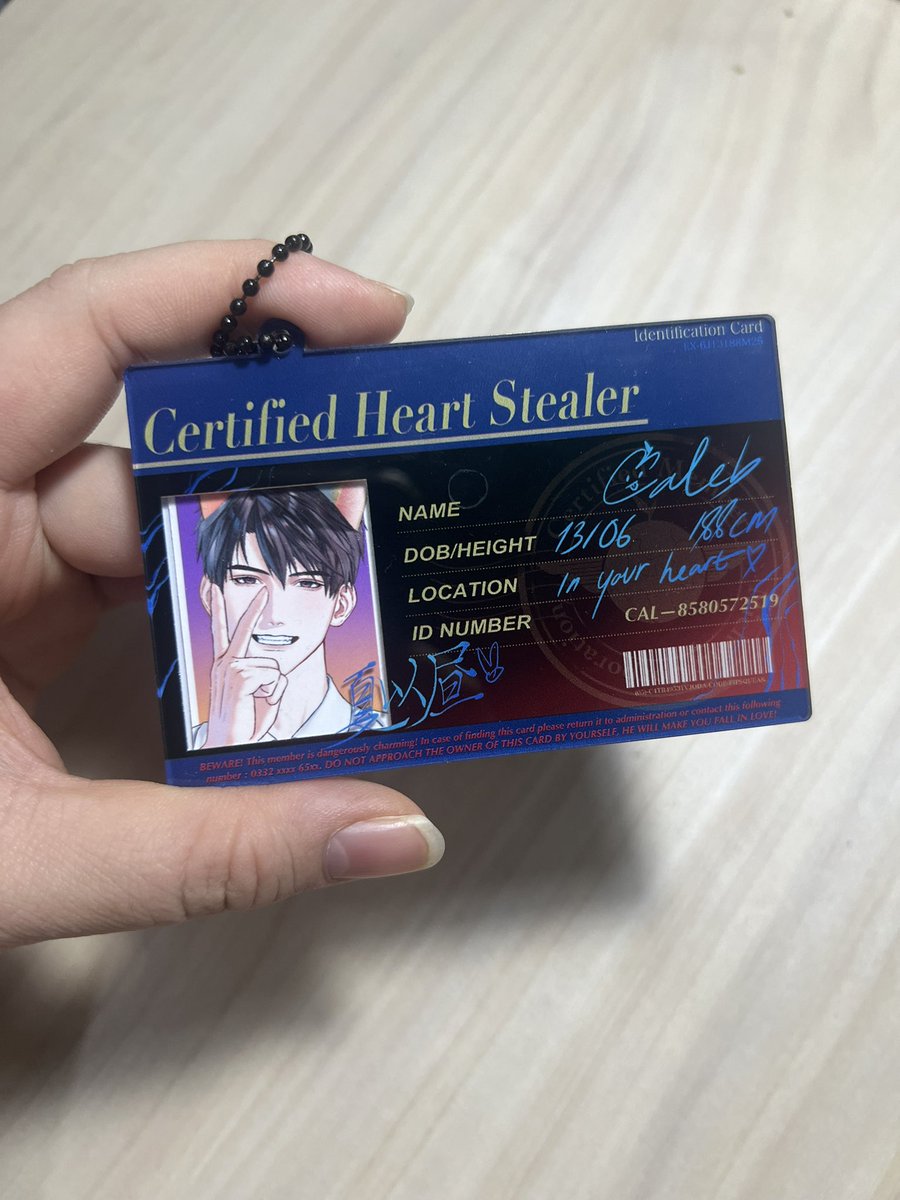 Identification Card
Certified Heart Stealer
NAME Caleb
DOB/HEIGHT 13/06 188cm
LOCATION In your heart
ID NUMBER CAL-8580572519
夏以昼
BEWARE! This member is dangerously charming! In case of finding this card please return it to administration or contact this following
number : 0332 xxxx 65xx. DO NOT APPROACH THE OWNER OF THIS CARD BY YOURSELF, HE WILL MAKE YOU FALL IN LOVE!